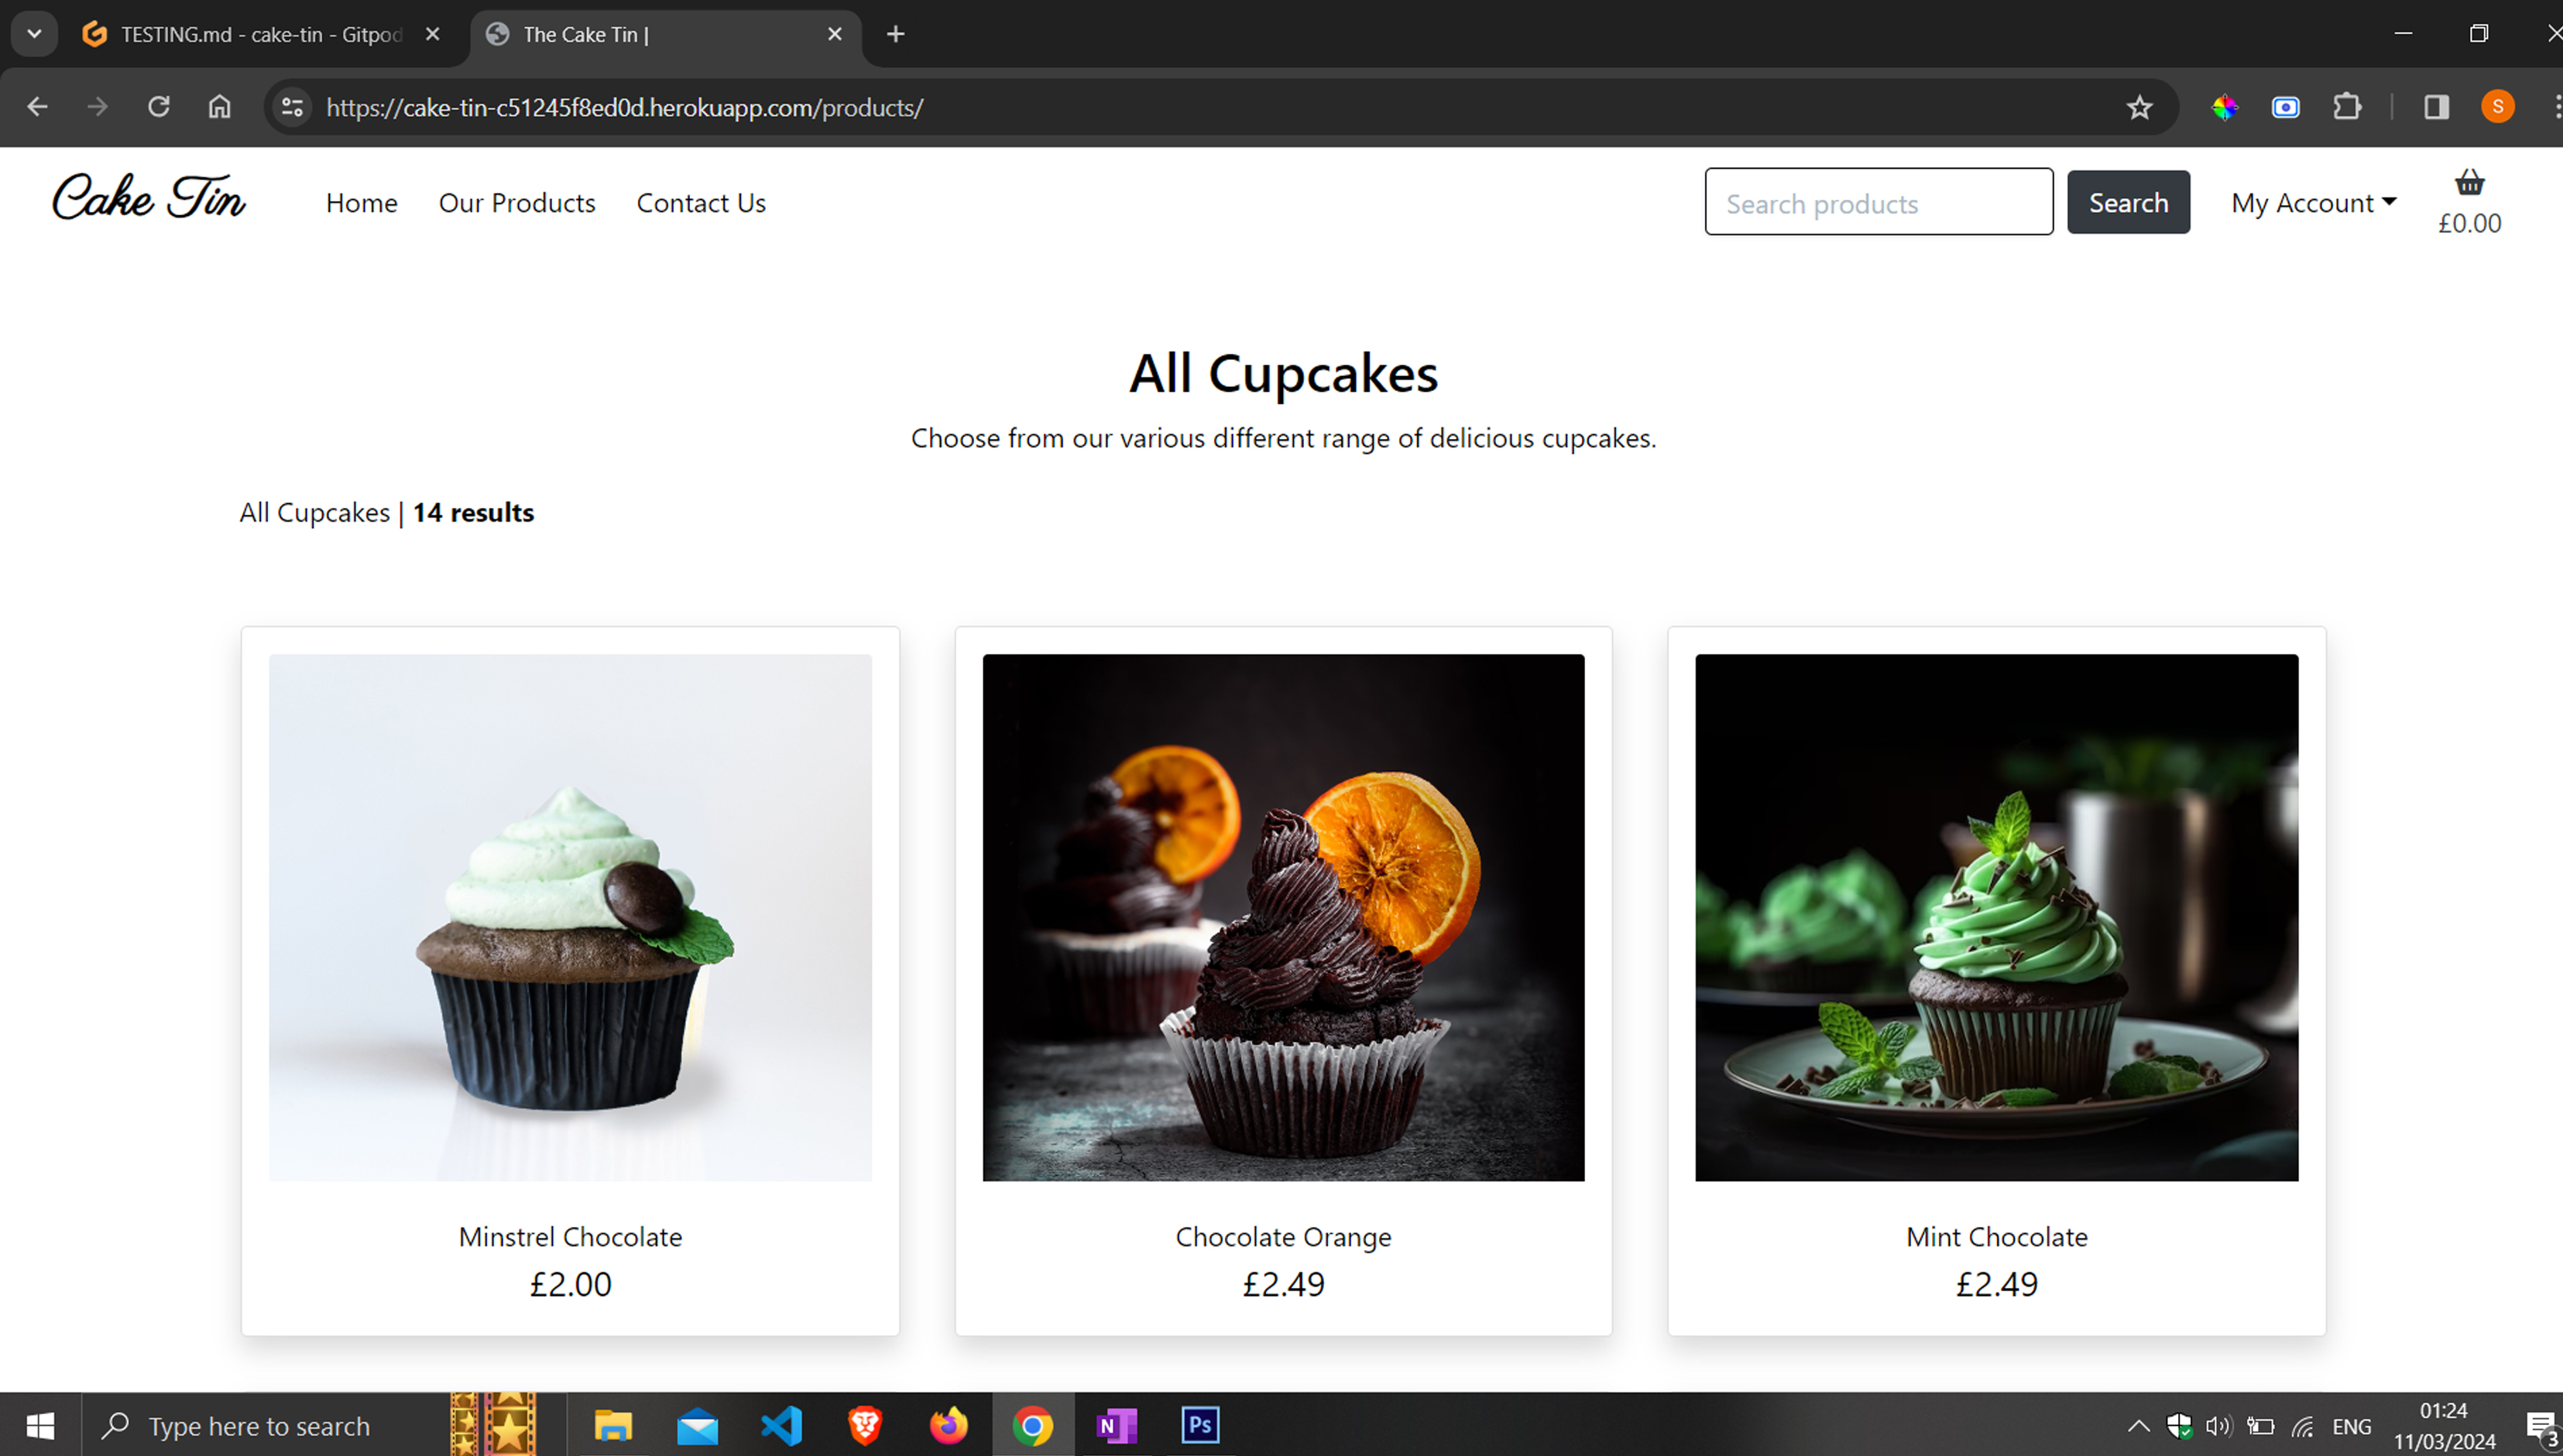 TESTING.md - cake-tin - Gitpod
The Cake Tin |
https://cake-tin-c51245f8ed0d.herokuapp.com/products/
S
Cake Tin
Home
Our Products
Contact Us
Search products
Search
My Account
£0.00
All Cupcakes
Choose from our various different range of delicious cupcakes.
All Cupcakes | 14 results
Minstrel Chocolate
£2.00
Chocolate Orange
£2.49
Mint Chocolate
£2.49
Type here to search
N
Ps
ENG
01:24
11/03/2024
3